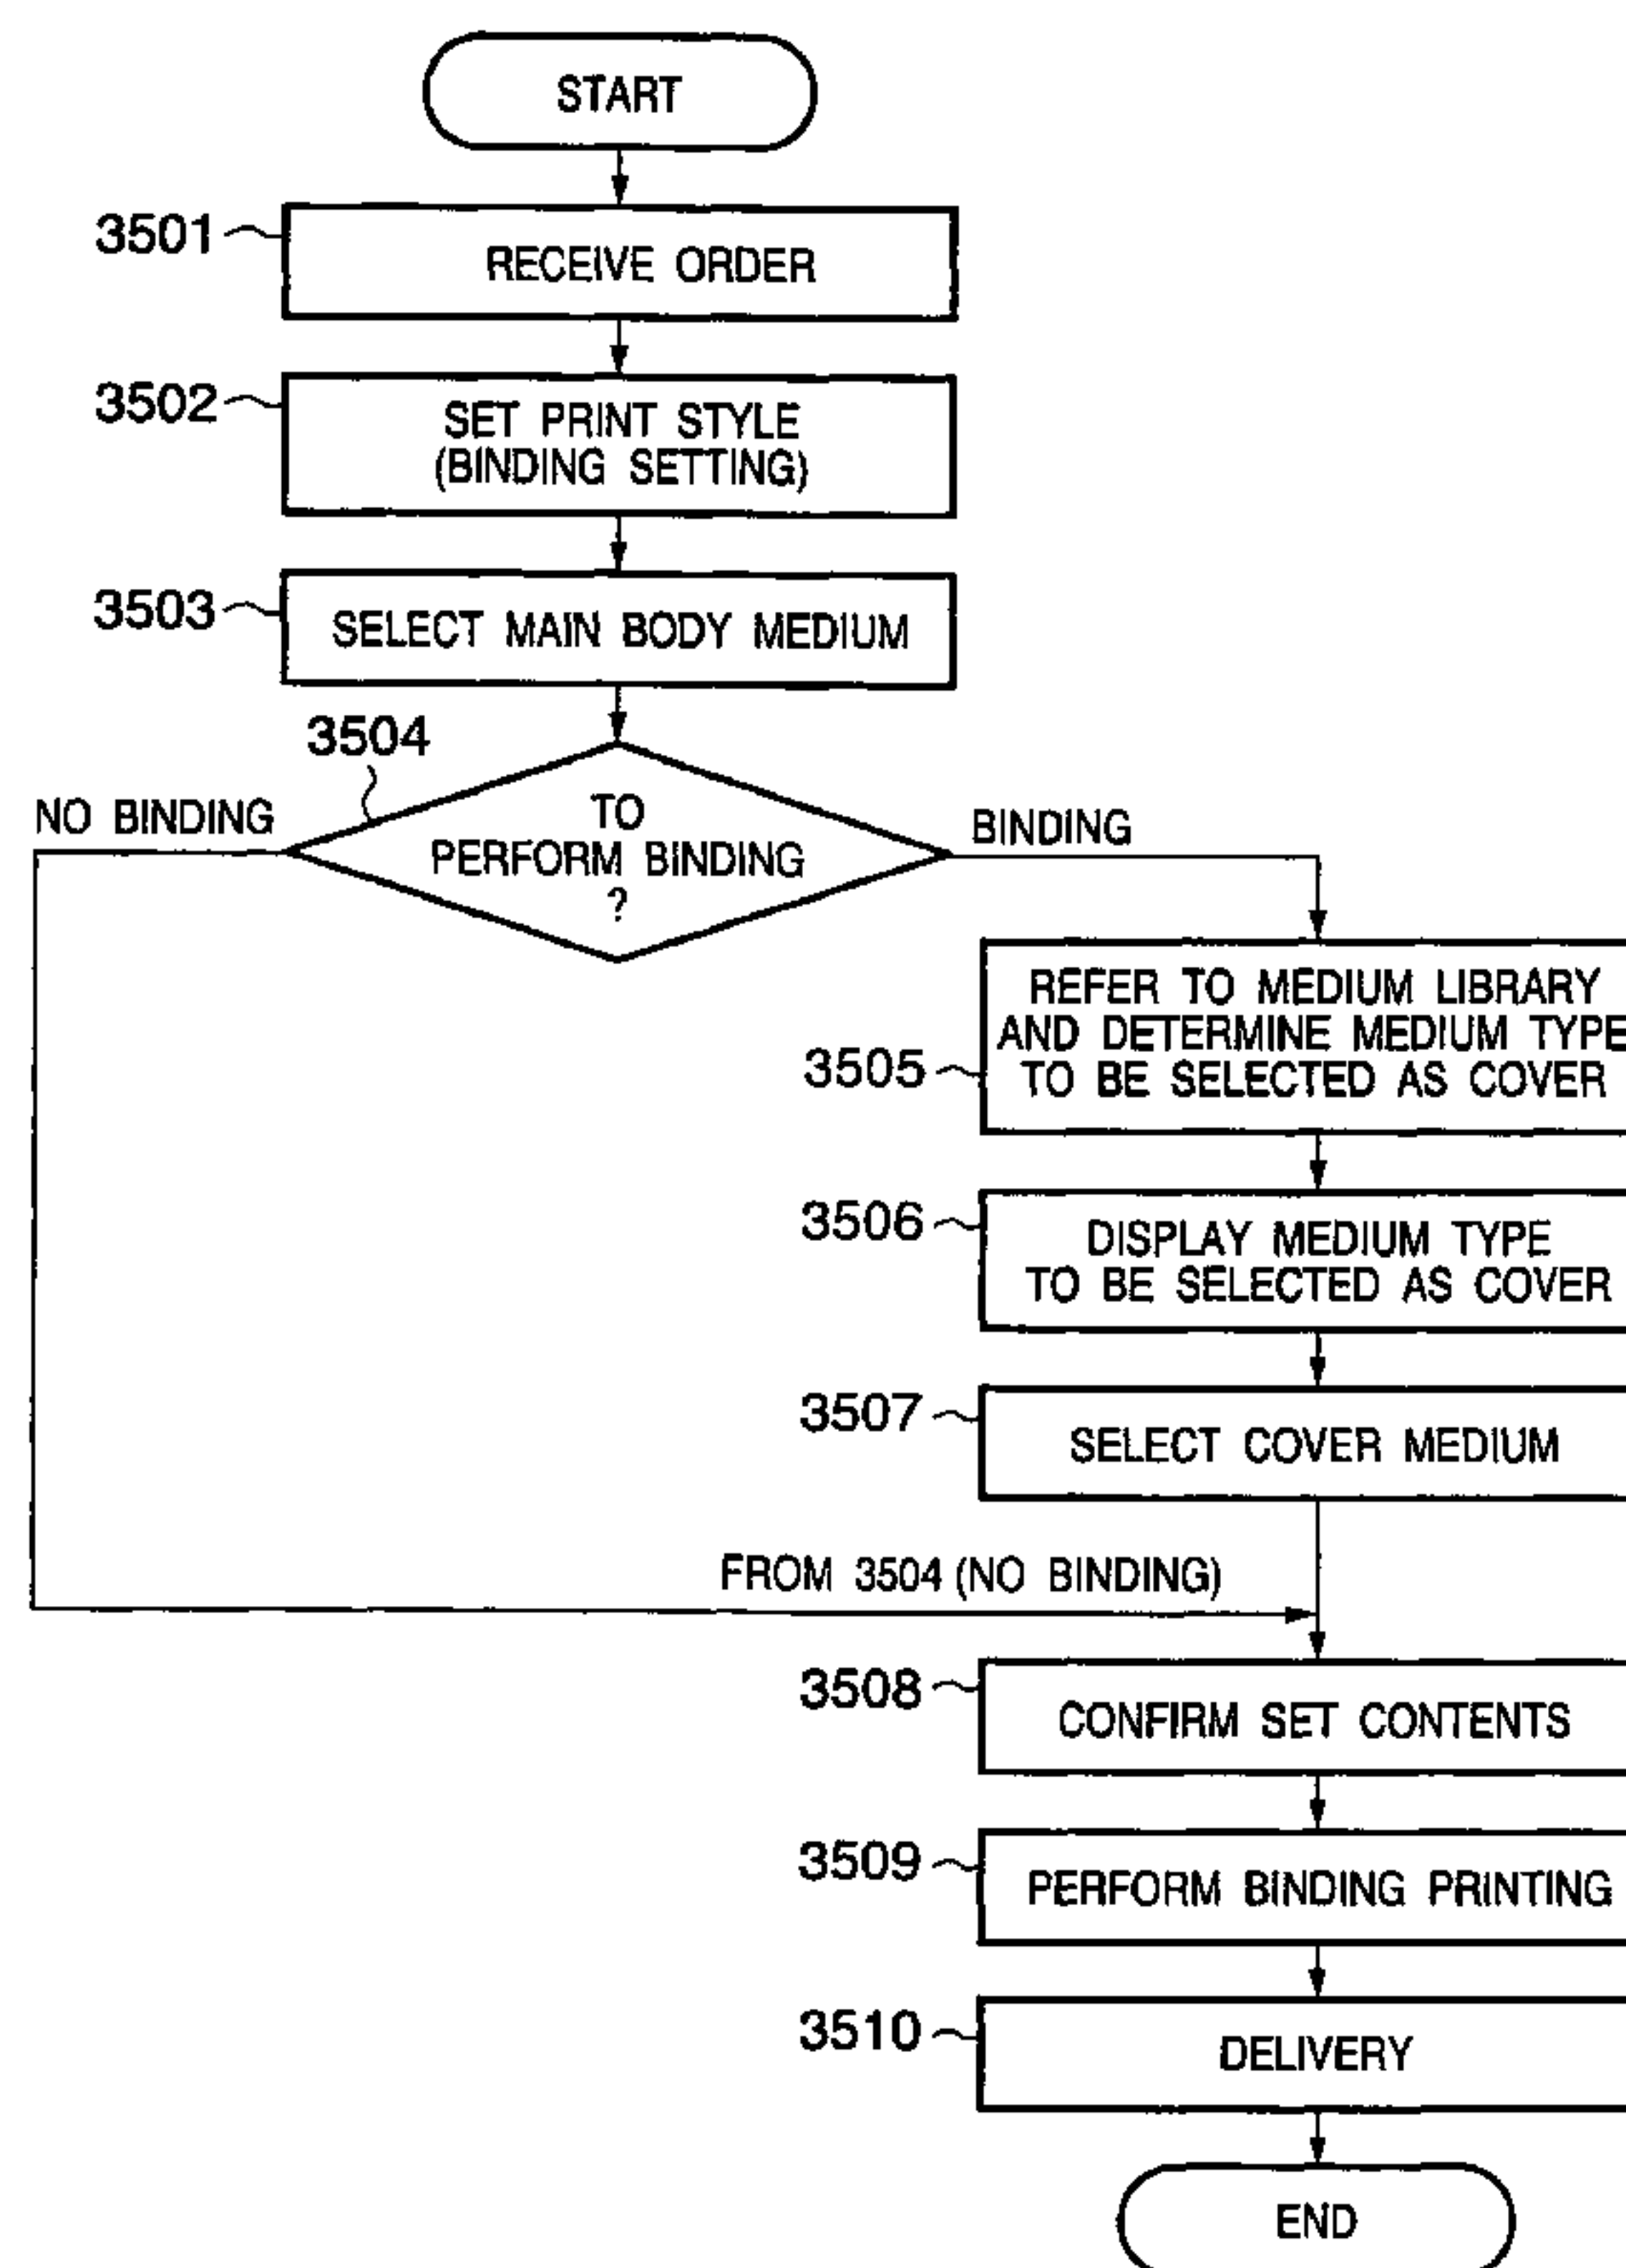 START
3501
RECEIVE ORDER
3502
SET PRINT STYLE
(BINDING SETTING)
3503
SELECT MAIN BODY MEDIUM
3504
NO BINDING
TO
PERFORM BINDING
?
BINDING
REFER TO MEDIUM LIBRARY
AND DETERMINE MEDIUM TYPE
TO BE SELECTED AS COVER
3505
3506
DISPLAY MEDIUM TYPE
TO BE SELECTED AS COVER
3507
SELECT COVER MEDIUM
FROM 3504 (NO BINDING)
3508
CONFIRM SET CONTENTS
3509
PERFORM BINDING PRINTING
3510
DELIVERY
END